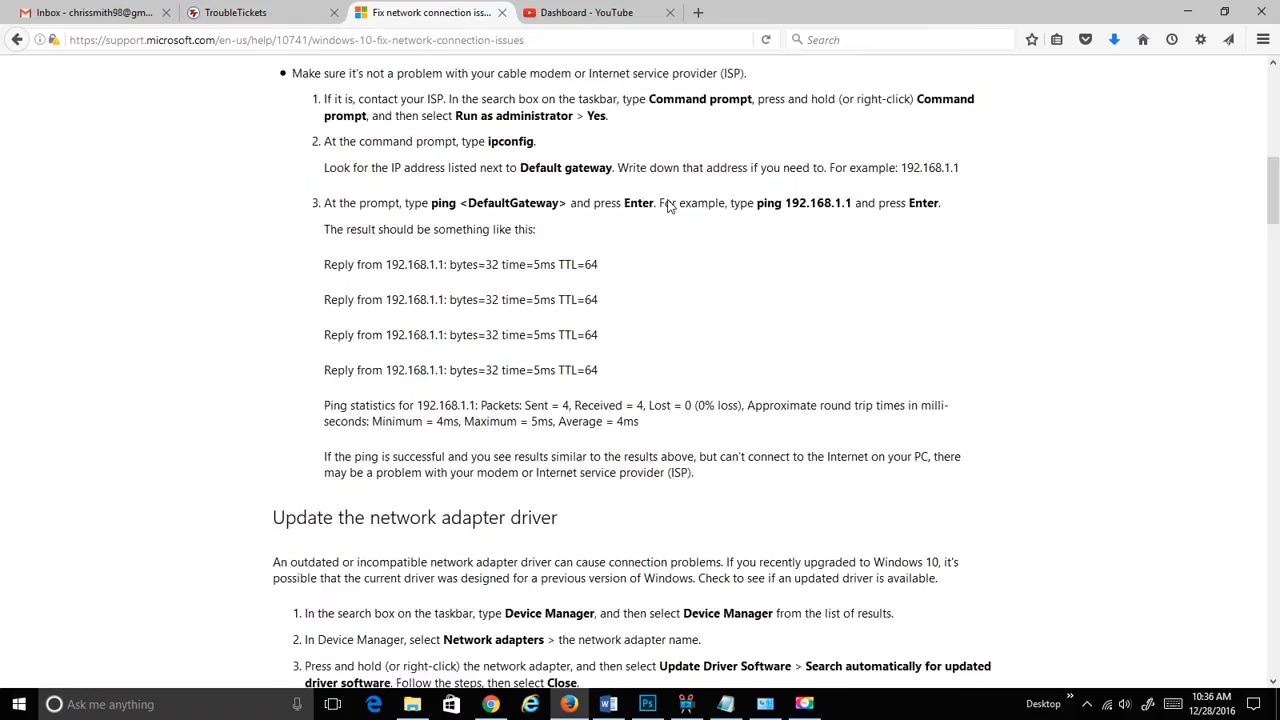 Inbox - chrirsmith98@gm...
TroubleTickets
Fix network connection iss...
Dashboard - YouTube
https://support.microsoft.com/en-us/help/10741/windows-10-fix-network-connection-issues
Search
Make sure it's not a problem with your cable modem or Internet service provider (ISP).
1. If it is, contact your ISP. In the search box on the taskbar, type Command prompt, press and hold (or right-click) Command
prompt, and then select Run as administrator > Yes.
2. At the command prompt, type ipconfig.
Look for the IP address listed next to Default gateway. Write down that address if you need to. For example: 192.168.1.1
3. At the prompt, type ping <DefaultGateway> and press Enter. For example, type ping 192.168.1.1 and press Enter.
The result should be something like this:
Reply from 192.168.1.1: bytes=32 time=5ms TTL=64
Reply from 192.168.1.1: bytes=32 time=5ms TTL=64
Reply from 192.168.1.1: bytes=32 time=5ms TTL=64
Reply from 192.168.1.1: bytes=32 time=5ms TTL=64
Ping statistics for 192.168.1.1: Packets: Sent = 4, Received = 4, Lost = 0 (0% loss), Approximate round trip times in milli-
seconds: Minimum = 4ms, Maximum = 5ms, Average = 4ms
If the ping is successful and you see results similar to the results above, but can't connect to the Internet on your PC, there
may be a problem with your modem or Internet service provider (ISP).
Update the network adapter driver
An outdated or incompatible network adapter driver can cause connection problems. If you recently upgraded to Windows 10, it's
possible that the current driver was designed for a previous version of Windows. Check to see if an updated driver is available.
1. In the search box on the taskbar, type Device Manager, and then select Device Manager from the list of results.
2. In Device Manager, select Network adapters > the network adapter name.
3. Press and hold (or right-click) the network adapter, and then select Update Driver Software > Search automatically for updated
driver software. Follow the steps, then select Close.
Ask me anything
Desktop
10:36 AM
12/28/2016